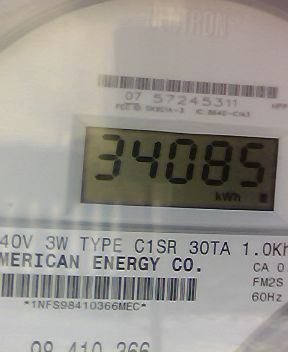 07 57245311
34085
kWh
40V 3W TYPE C1SR 30TA 1.0Kh
MERICAN ENERGY CO.
CA 0.
FM2S
60Hz
*1NFS98410366MEC*
98 410 366